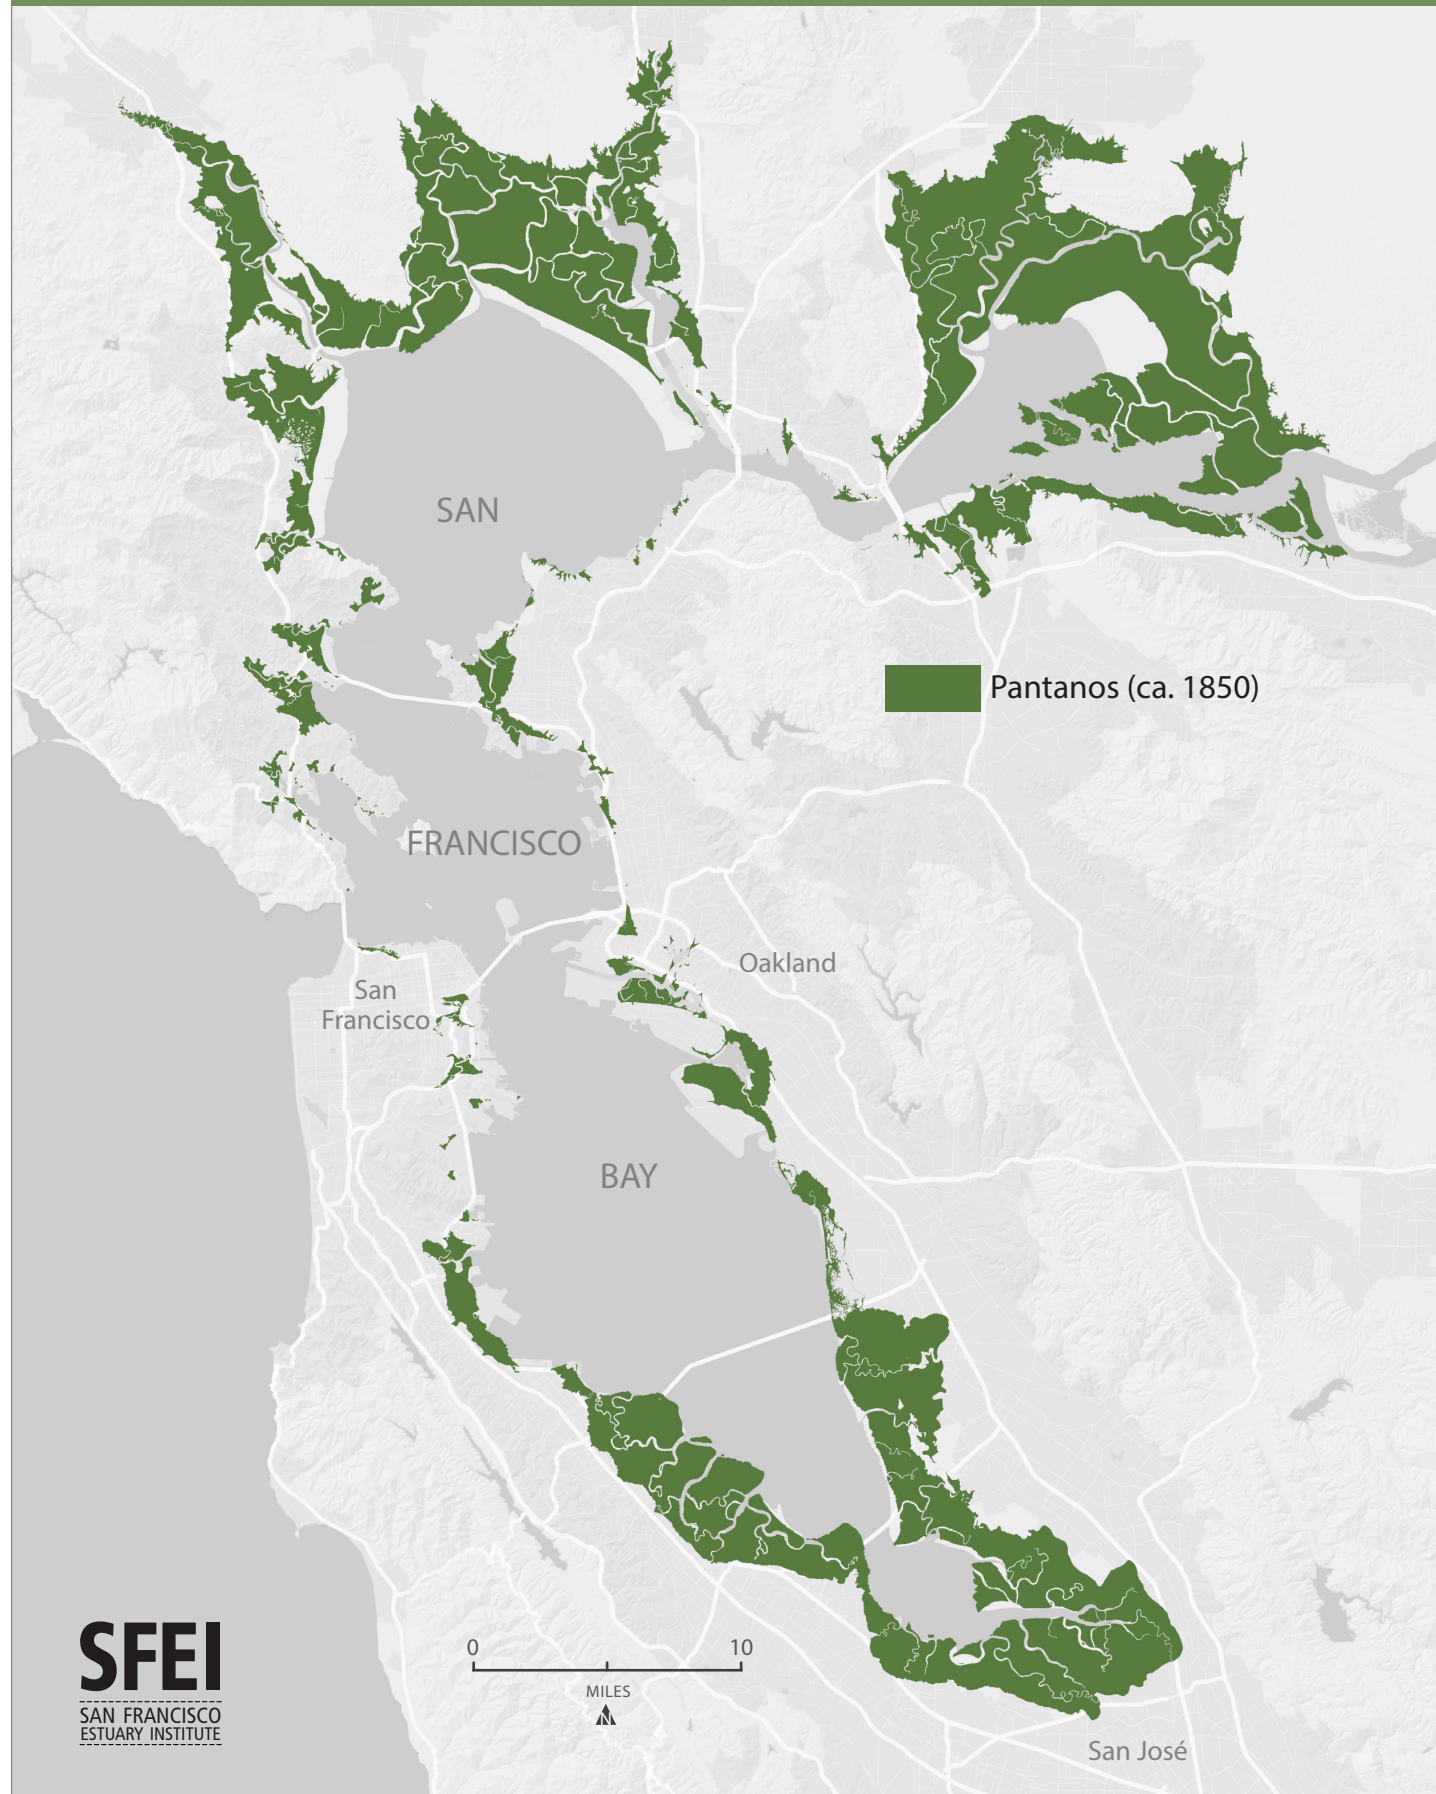 SAN
Pantanos (ca. 1850)
FRANCISCO
Oakland
San
Francisco
BAY
SFEI
SAN FRANCISCO
ESTUARY INSTITUTE
0 10
MILES
N
San José